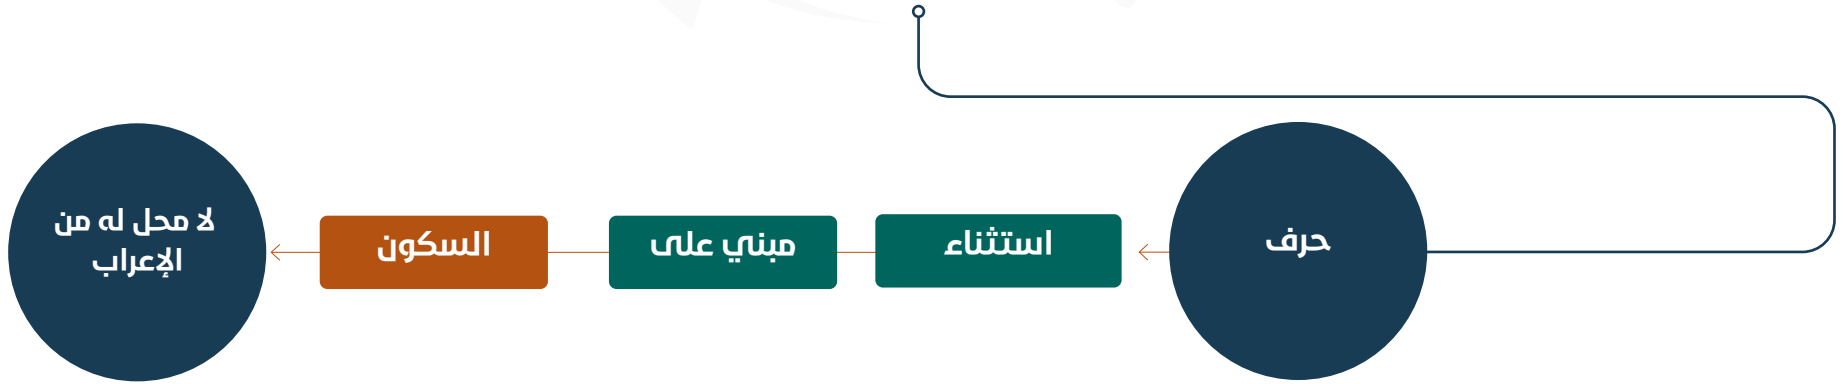 حرف
استثناء
مبني على
السكون
لا محل له من
الإعراب